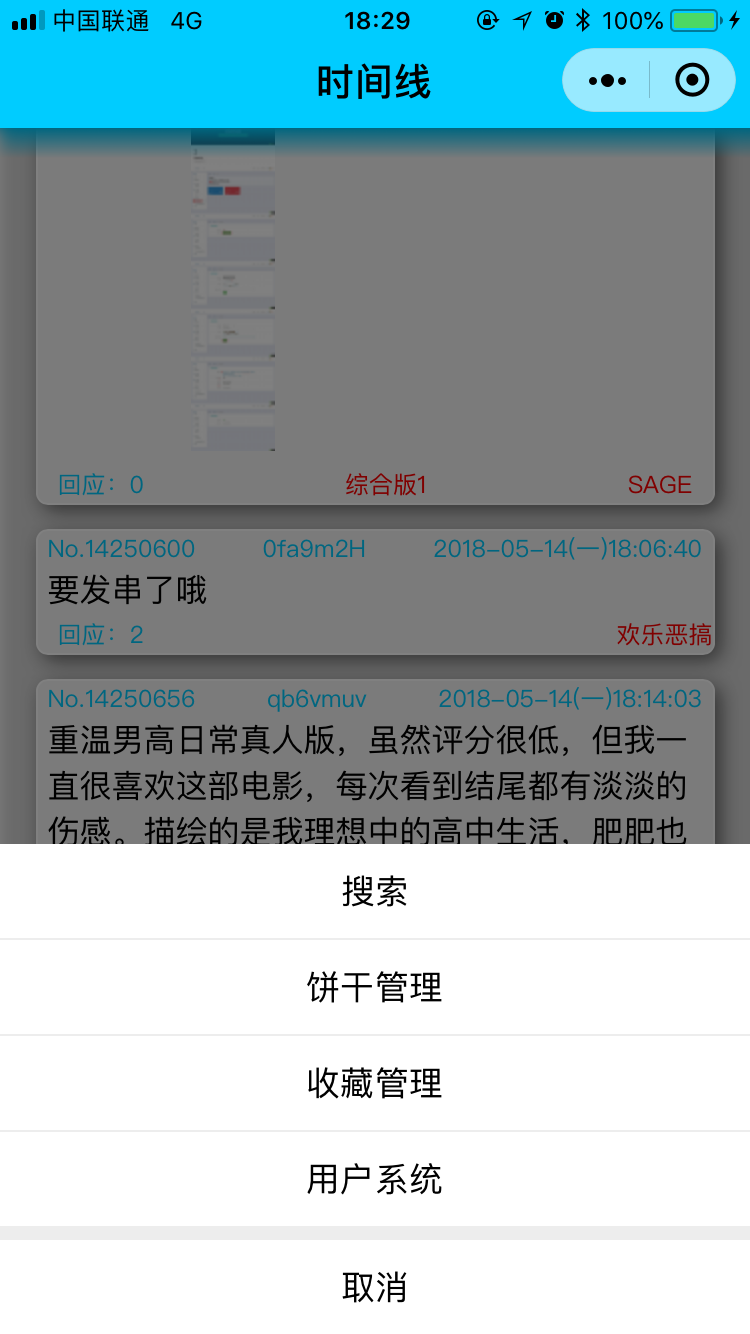 中国联通 4G 18:29 100%
时间线
回应：0 综合版1 SAGE
No.14250600 0fa9m2H 2018-05-14(一)18:06:40
要发串了哦
回应：2 欢乐恶搞
No.14250656 qb6vmuv 2018-05-14(一)18:14:03
重温男高日常真人版，虽然评分很低，但我一
直很喜欢这部电影，每次看到结尾都有淡淡的
伤感。描绘的是我理想中的高中生活，肥肥也
搜索
饼干管理
收藏管理
用户系统
取消